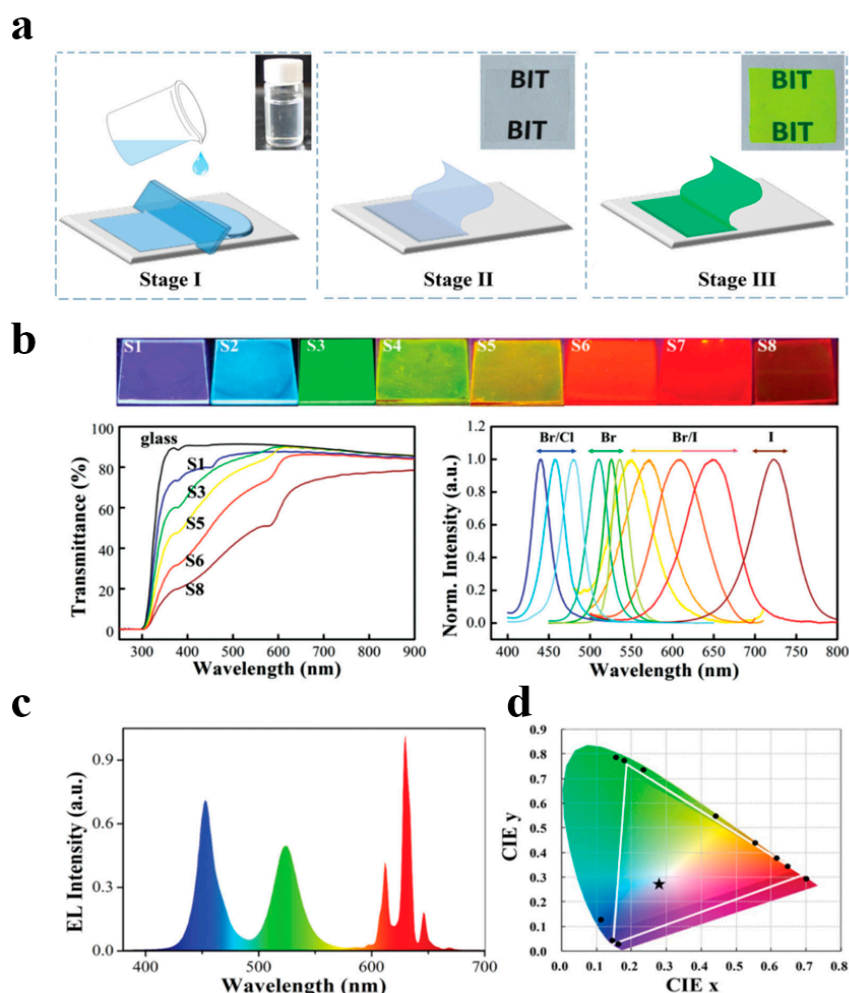 a
BIT
BIT
BIT
BIT
Stage I
Stage II
Stage III
b
S1 S2 S3 S4 S5 S6 S7 S8
100
80
60
40
20
0
300 400 500 600 700 800 900
Transmittance (%)
Wavelength (nm)
glass
S1
S3
S5
S6
S8
Br/Cl Br Br/I I
1.0
0.8
0.6
0.4
0.2
0.0
400 450 500 550 600 650 700 750 800
Norm. Intensity (a.u.)
Wavelength (nm)
c
0.9
0.6
0.3
0.0
400 500 600 700
EL Intensity (a.u.)
Wavelength (nm)
d
0.9
0.8
0.7
0.6
0.5
0.4
0.3
0.2
0.1
0.0
0.0 0.1 0.2 0.3 0.4 0.5 0.6 0.7 0.8
CIE y
CIE x